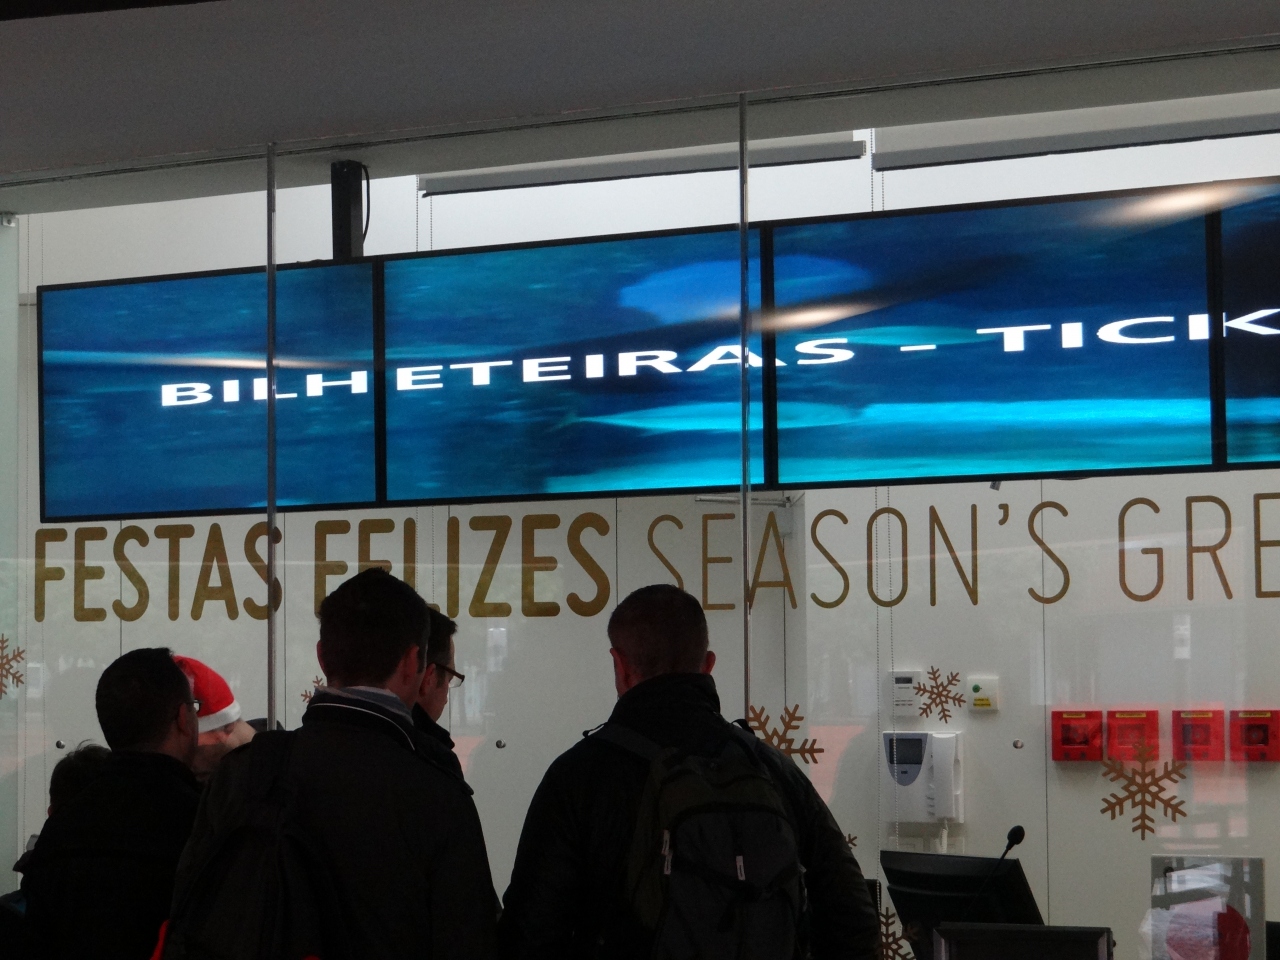 BILHETEIRAS - TICK
FESTAS FELIZES SEASON'S GRE